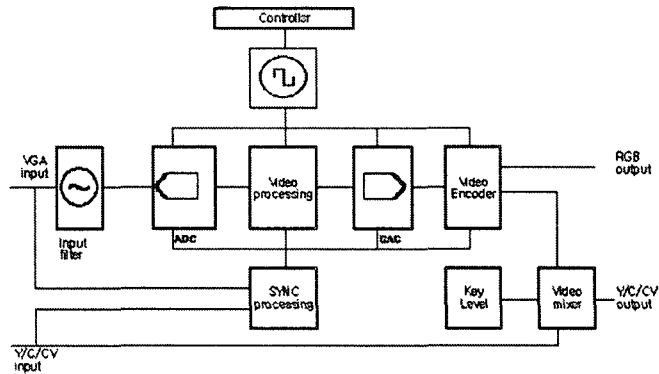 Controller
VGA
input
Input
filter
ADC
Video
processing
DAC
Video
Encoder
RGB
output
SYNC
processing
Key
Level
Video
mixer
Y/C/CV
output
Y/C/CV
input